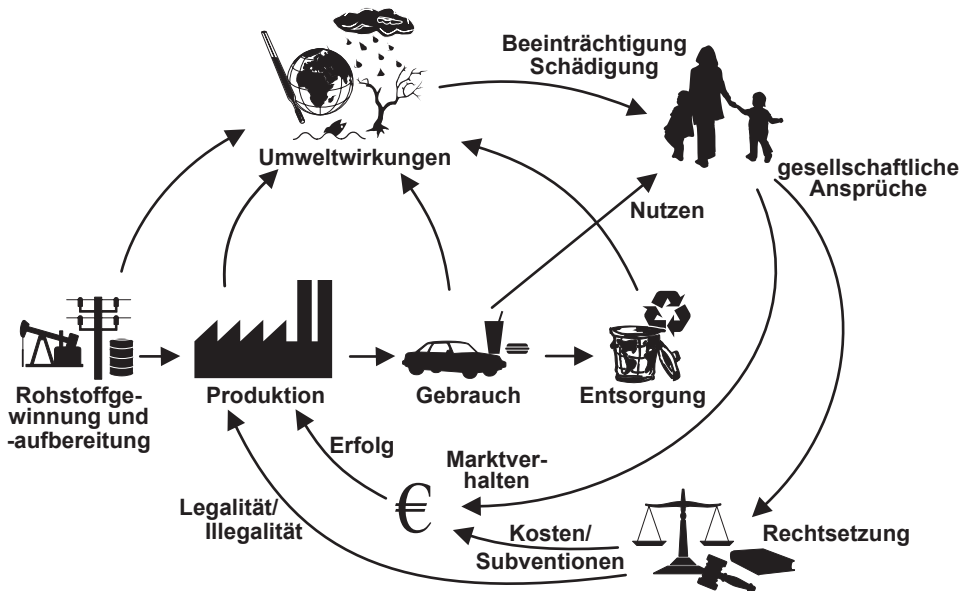 Beeinträchtigung
Schädigung
Umweltwirkungen
gesellschaftliche
Ansprüche
Nutzen
Rohstoffge-
winnung und
-aufbereitung
Produktion
Gebrauch
Entsorgung
Erfolg
Marktver-
halten
Legalität/
Illegalität
€
Kosten/
Subventionen
Rechtsetzung